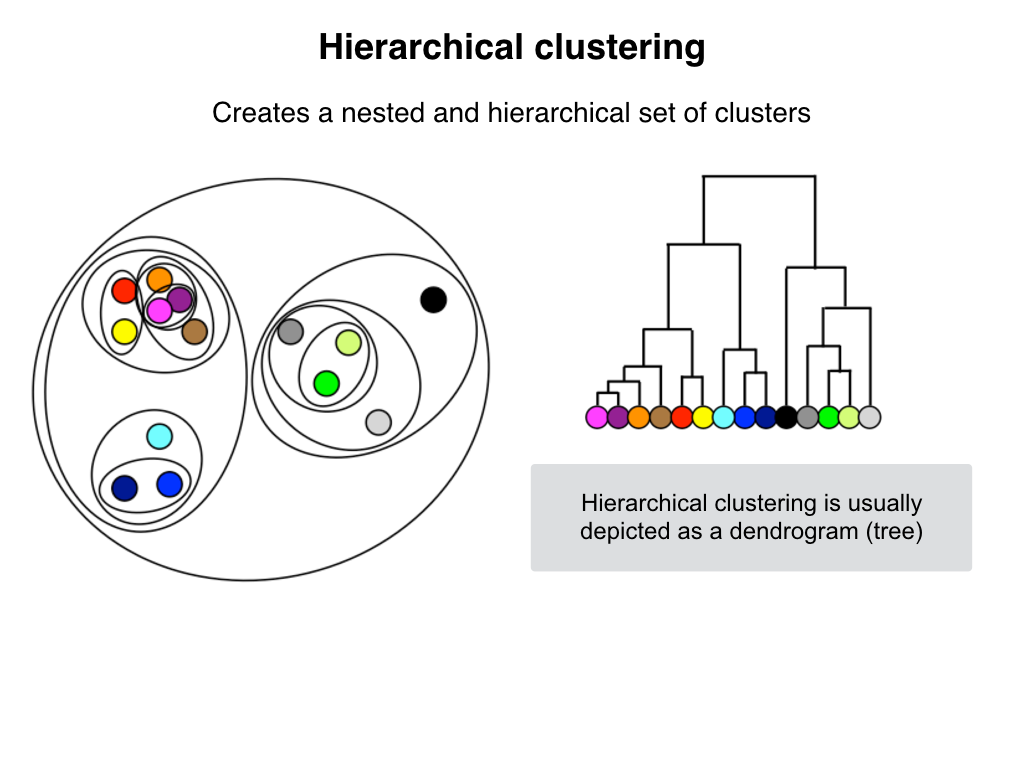 Hierarchical clustering
Creates a nested and hierarchical set of clusters
Hierarchical clustering is usually
depicted as a dendrogram (tree)